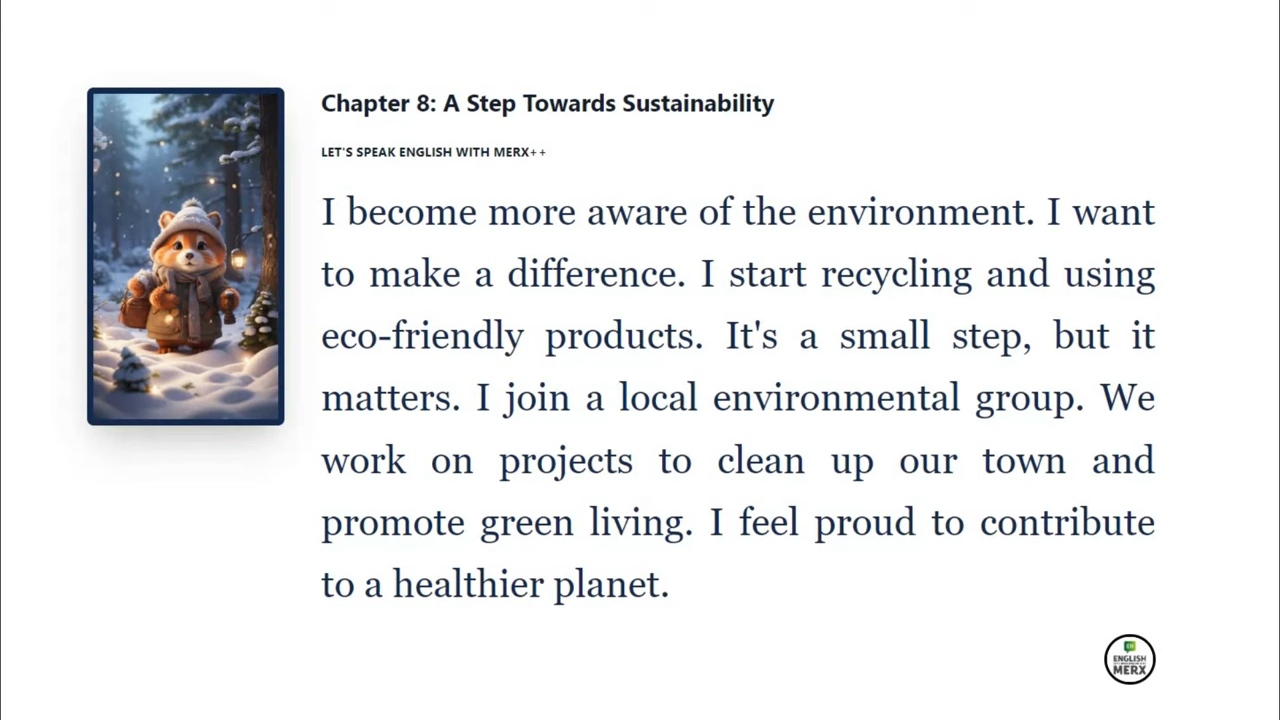 Chapter 8: A Step Towards Sustainability
LET'S SPEAK ENGLISH WITH MERX++
I become more aware of the environment. I want
to make a difference. I start recycling and using
eco-friendly products. It's a small step, but it
matters. I join a local environmental group. We
work on projects to clean up our town and
promote green living. I feel proud to contribute
to a healthier planet.
ENGLISH
MERX